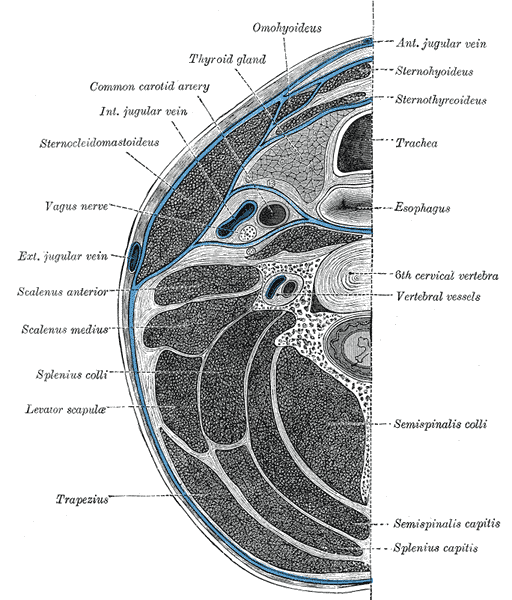 Omohyoideus
Thyroid gland
Common carotid artery
Int. jugular vein
Sternocleidomastoideus
Vagus nerve
Ext. jugular vein
Scalenus anterior
Scalenus medius
Splenius colli
Levator scapulæ
Trapezius
Ant. jugular vein
Sternohyoideus
Sternothyreoideus
Trachea
Esophagus
6th cervical vertebra
Vertebral vessels
Semispinalis colli
Semispinalis capitis
Splenius capitis